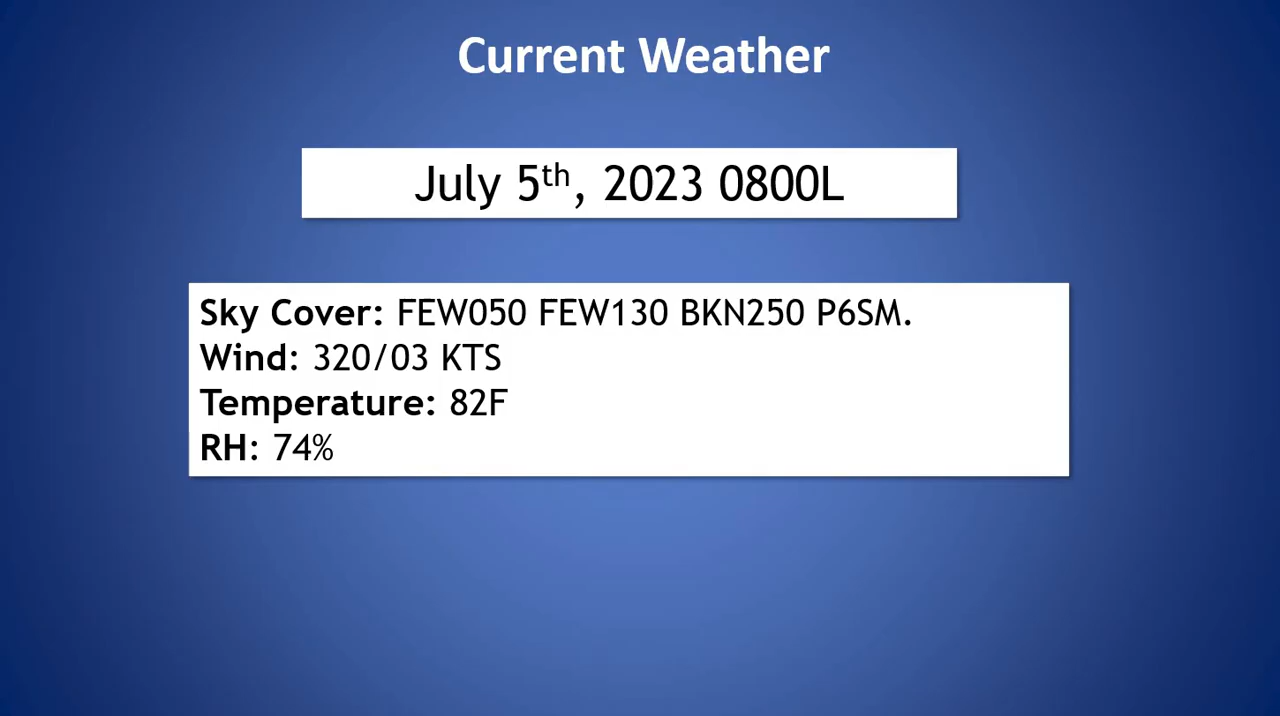 Current Weather
July 5th, 2023 0800L
Sky Cover: FEW050 FEW130 BKN250 P6SM.
Wind: 320/03 KTS
Temperature: 82F
RH: 74%